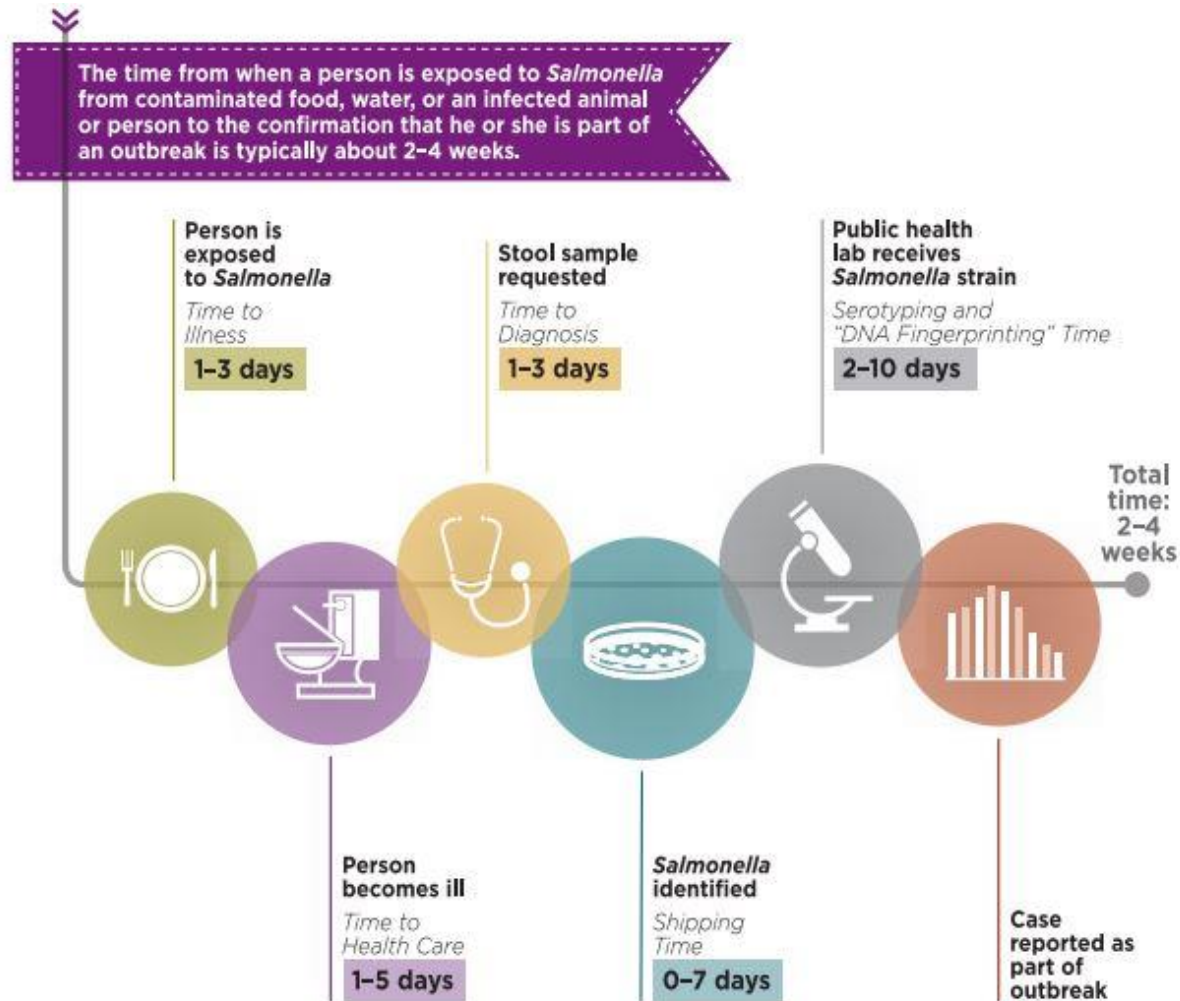 The time from when a person is exposed to Salmonella
from contaminated food, water, or an infected animal
or person to the confirmation that he or she is part of
an outbreak is typically about 2–4 weeks.
Person is
exposed
to Salmonella
Time to
Illness
1–3 days
Person
becomes ill
Time to
Health Care
1–5 days
Stool sample
requested
Time to
Diagnosis
1–3 days
Salmonella
identified
Shipping
Time
0–7 days
Public health
lab receives
Salmonella strain
Serotyping and
"DNA Fingerprinting" Time
2–10 days
Case
reported as
part of
outbreak
Total
time:
2–4
weeks